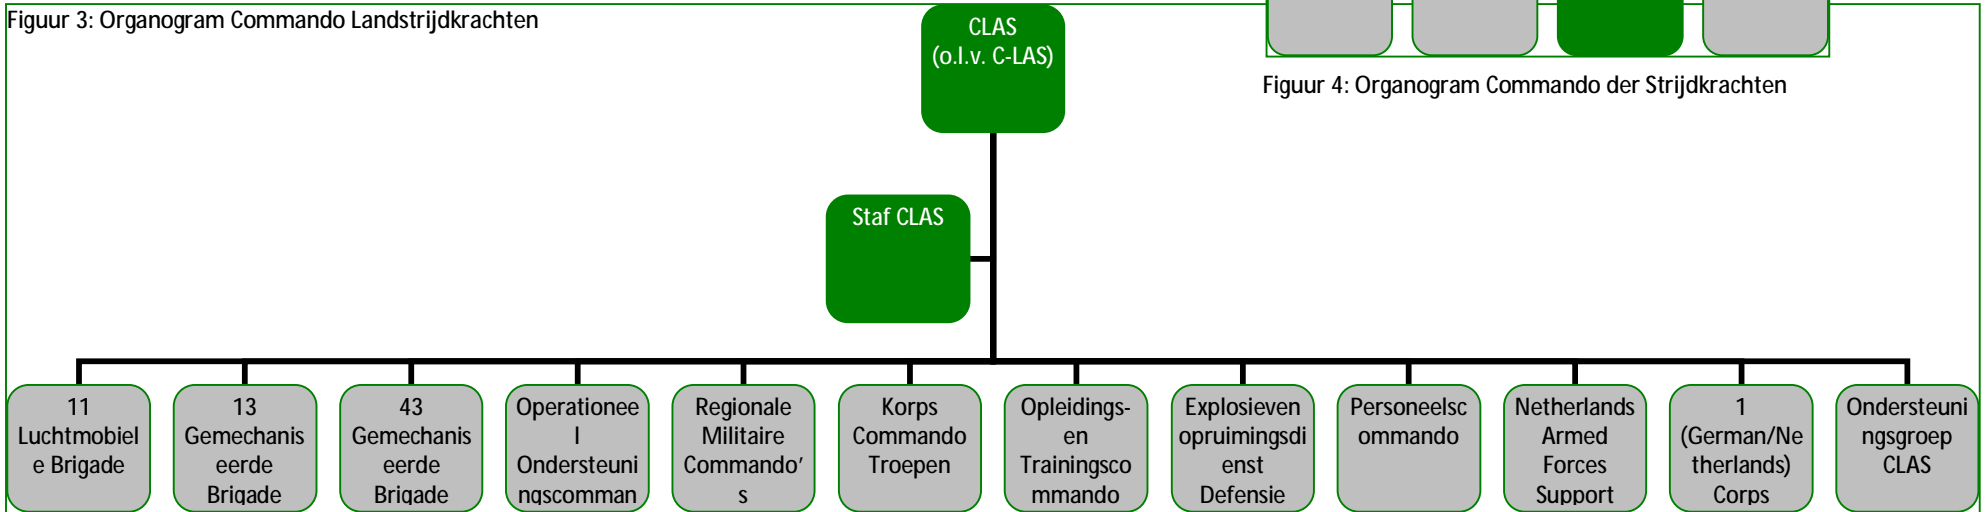 Figuur 3: Organogram Commando Landstrijdkrachten
CLAS
(o.l.v. C-LAS)
Figuur 4: Organogram Commando der Strijdkrachten
Staf CLAS
11
Luchtmobiel
e Brigade
13
Gemechanis
eerde
Brigade
43
Gemechanis
eerde
Brigade
Operationee
l
Ondersteuni
ngscomman
Regionale
Militaire
Commando'
s
Korps
Commando
Troepen
Opleidings-
en
Trainingsco
mmando
Explosieven
opruimingsdi
enst
Defensie
Personeelsc
ommando
Netherlands
Armed
Forces
Support
1
(German/Ne
therlands)
Corps
Ondersteuni
ngsgroep
CLAS